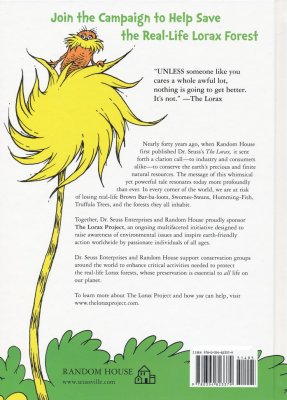 Join the Campaign to Help Save
the Real-Life Lorax Forest
"UNLESS someone like you
cares a whole awful lot,
nothing is going to get better.
It's not." —The Lorax
Nearly forty years ago, when Random House
first published Dr. Seuss's The Lorax, it sent
forth a clarion call—to industry and consumers
alike—to conserve the earth's precious and finite
natural resources. The message of this whimsical
yet powerful tale resonates today more profoundly
than ever. In every corner of the world, we are at risk
of losing real-life Brown Bar-ba-loots, Swomee-Swans, Humming-Fish,
Truffula Trees, and the forests they all inhabit.
Together, Dr. Seuss Enterprises and Random House proudly sponsor
The Lorax Project, an ongoing multifaceted initiative designed to
raise awareness of environmental issues and inspire earth-friendly
action worldwide by passionate individuals of all ages.
Dr. Seuss Enterprises and Random House support conservation groups
around the world to enhance critical activities needed to protect
the real-life Lorax forests, whose preservation is essential to all life on
our planet.
To learn more about The Lorax Project and how you can help, visit
www.theloraxproject.com.
RANDOM HOUSE
www.seussville.com